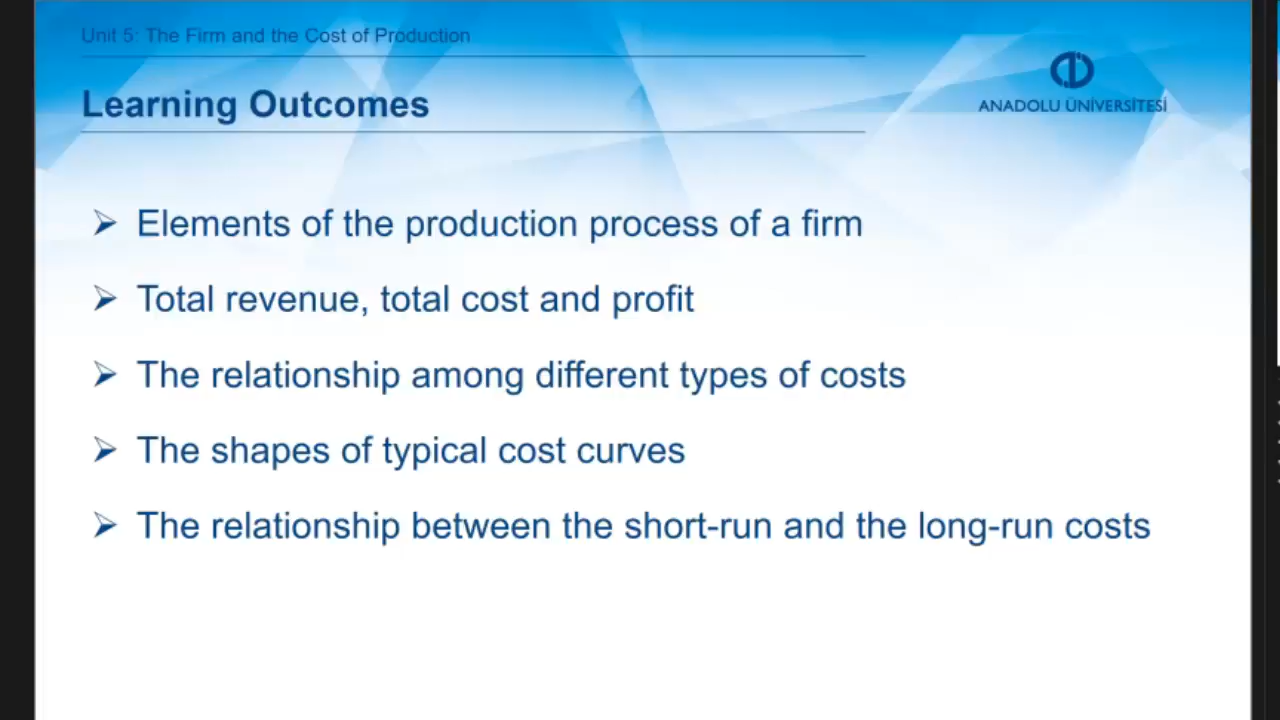 Unit 5: The Firm and the Cost of Production
Learning Outcomes
ANADOLU ÜNİVERSİTESİ
Elements of the production process of a firm
Total revenue, total cost and profit
The relationship among different types of costs
The shapes of typical cost curves
The relationship between the short-run and the long-run costs